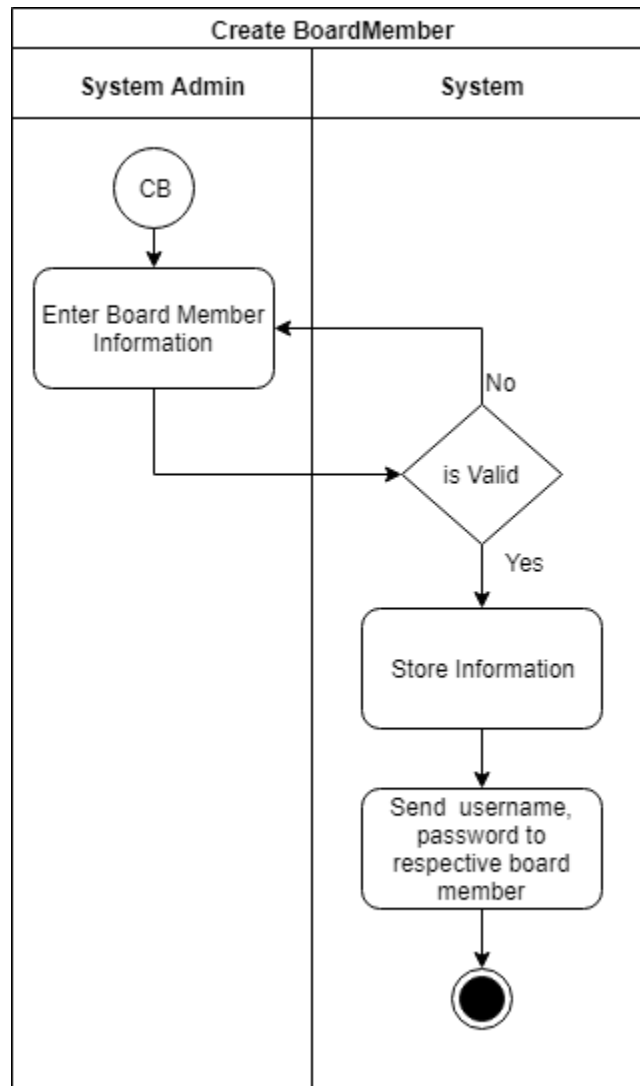 Create BoardMember
System Admin
System
CB
Enter Board Member
Information
No
is Valid
Yes
Store Information
Send username,
password to
respective board
member